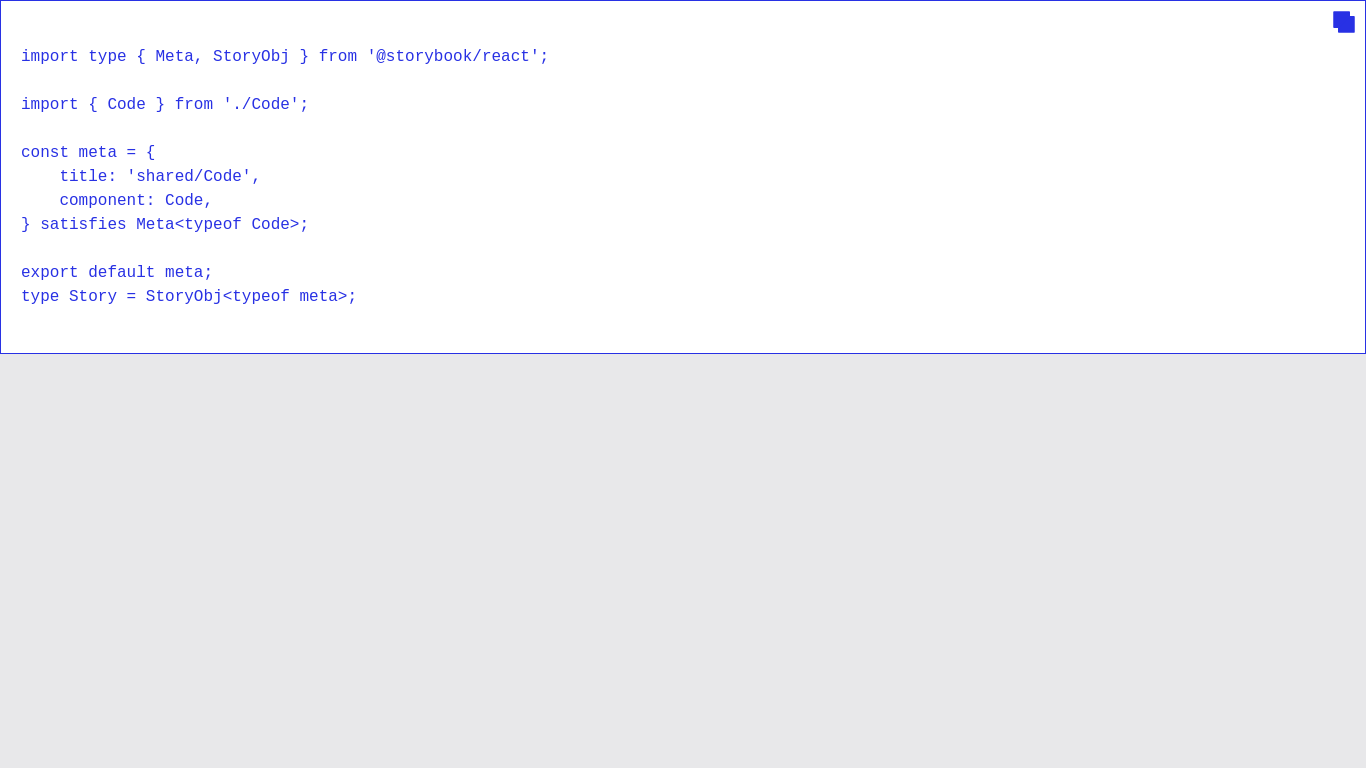 import type { Meta, StoryObj } from '@storybook/react';

import { Code } from './Code';

const meta = {
    title: 'shared/Code',
    component: Code,
} satisfies Meta<typeof Code>;

export default meta;
type Story = StoryObj<typeof meta>;